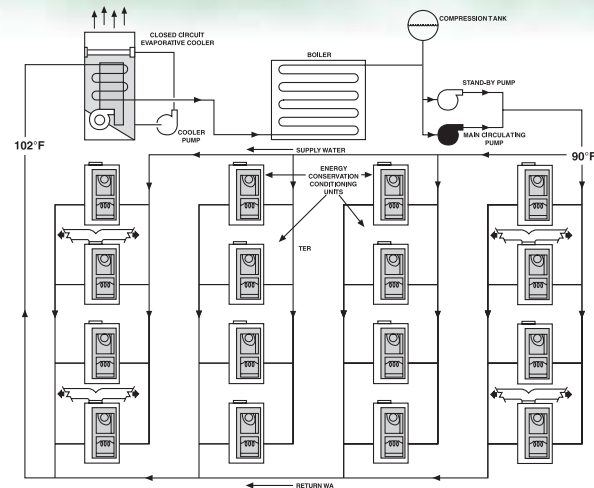 COMPRESSION TANK
CLOSED CIRCUIT
EVAPORATIVE COOLER
BOILER
STAND-BY PUMP
COOLER
PUMP
MAIN CIRCULATING
PUMP
102°F
SUPPLY WATER
90°F
ENERGY
CONSERVATION
CONDITIONING
UNITS
TER
RETURN WA